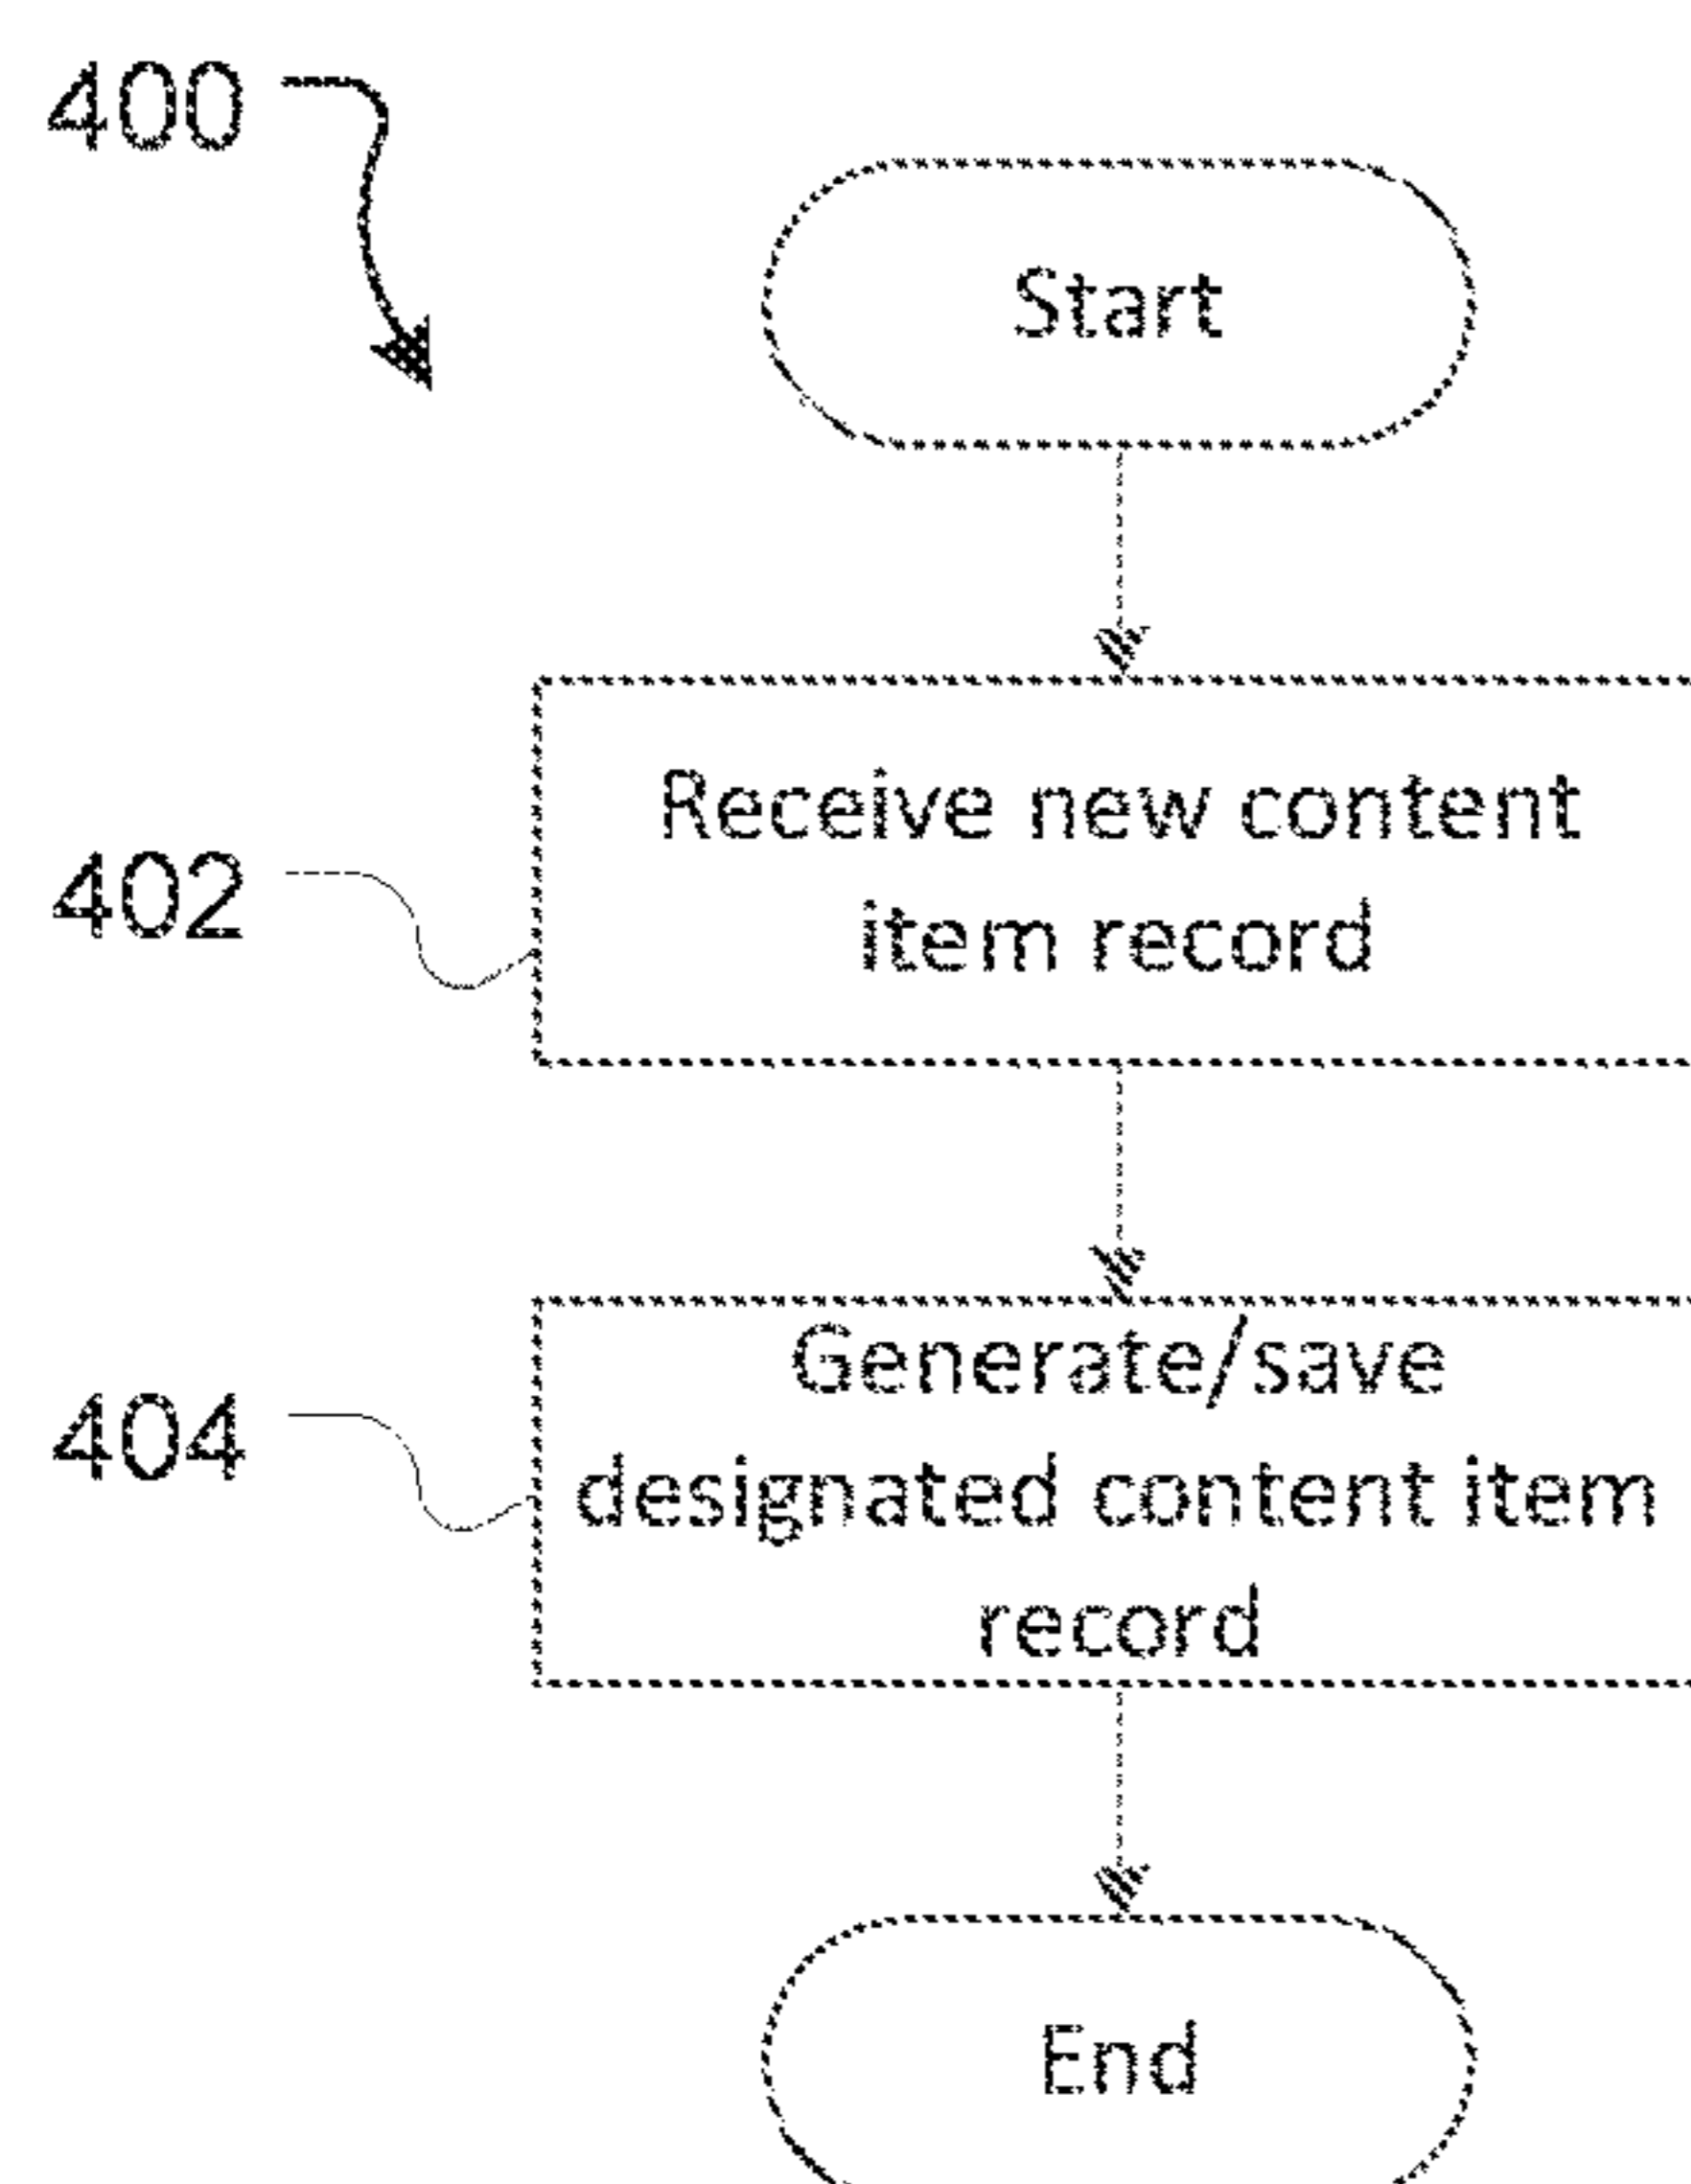 400
Start
Receive new content
item record
402
Generate/save
404
designated content item
record
End